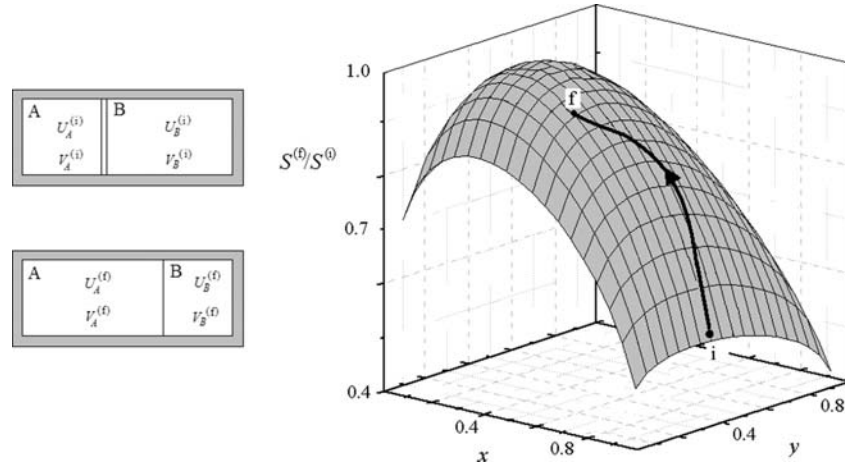 A B
U_A^(i) U_B^(i)
V_A^(i) V_B^(i)
A B
U_A^(f) U_B^(f)
V_A^(f) V_B^(f)
1.0
S^(f)/S^(i)
0.7
0.4
f
i
0.4
0.8
x
0.4
0.8
y